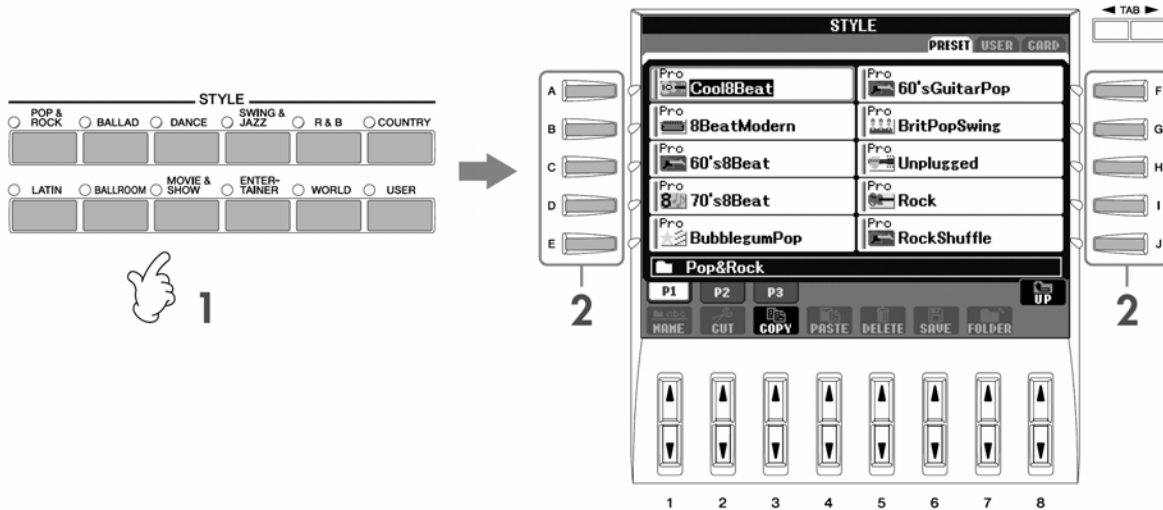 STYLE
POP & ROCK
BALLAD
DANCE
SWING & JAZZ
R & B
COUNTRY
LATIN
BALLROOM
MOVIE & SHOW
ENTER-TAINER
WORLD
USER
1
STYLE
PRESET USER CARD
TAB
A
B
C
D
E
2
Pro
Cool8Beat
Pro
60'sGuitarPop
Pro
8BeatModern
Pro
BritPopSwing
Pro
60's8Beat
Pro
Unplugged
Pro
8 70's8Beat
Pro
Rock
Pro
BubblegumPop
Pro
RockShuffle
Pop&Rock
P1 P2 P3
UP
abc
NAME CUT COPY PASTE DELETE SAVE FOLDER
F
G
H
I
J
2
1 2 3 4 5 6 7 8